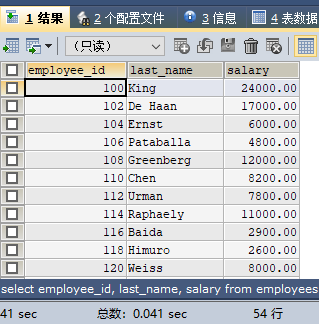 1 结果 2 个配置文件 3 信息 4 表数据
（只读）
employee_id last_name salary
100 King 24000.00
102 De Haan 17000.00
104 Ernst 6000.00
106 Pataballa 4800.00
108 Greenberg 12000.00
110 Chen 8200.00
112 Urman 7800.00
114 Raphaely 11000.00
116 Baida 2900.00
118 Himuro 2600.00
120 Weiss 8000.00
select employee_id, last_name, salary from employees
41 sec 总数: 0.041 sec 54 行